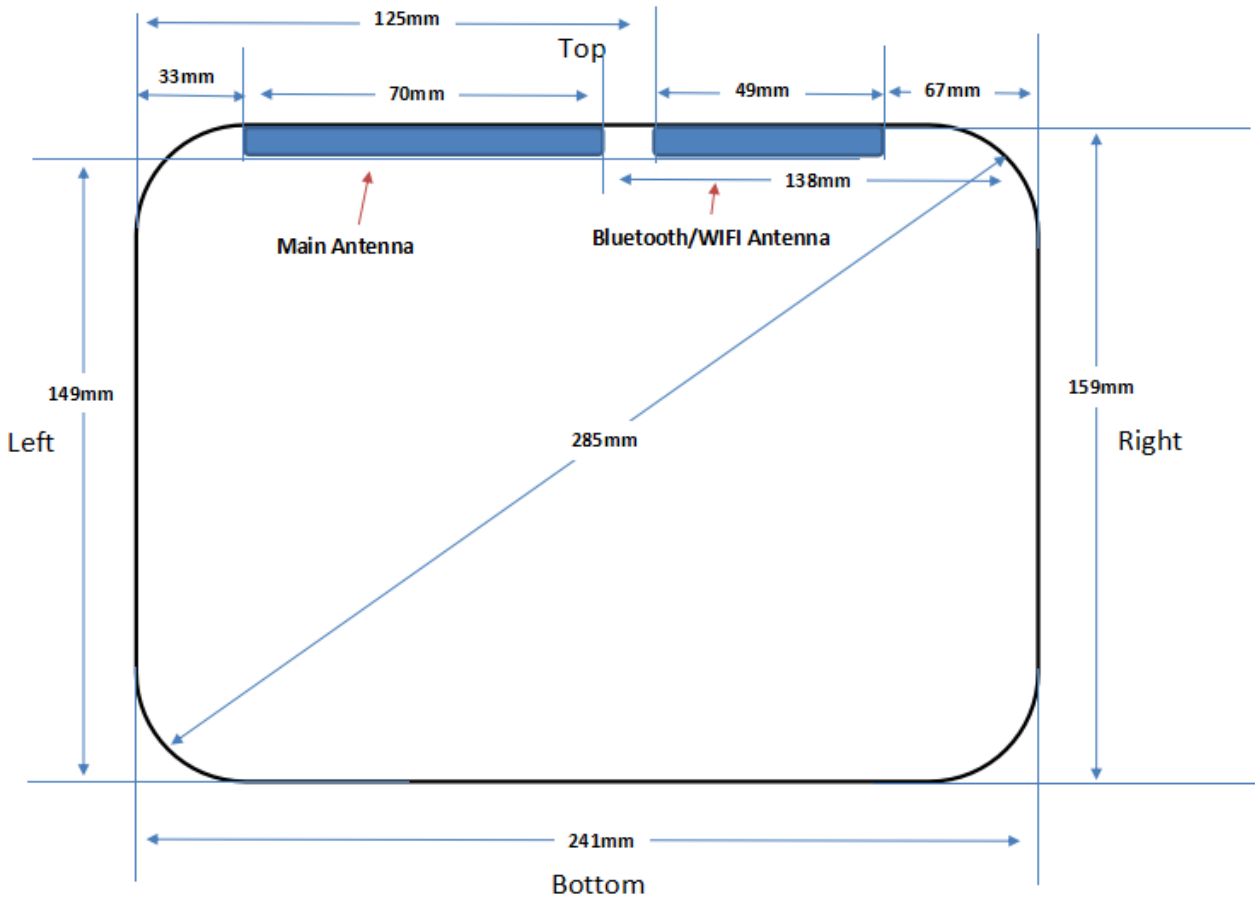 125mm
Top
33mm
70mm
49mm
67mm
138mm
Main Antenna
Bluetooth/WIFI Antenna
149mm
159mm
Left
285mm
Right
241mm
Bottom